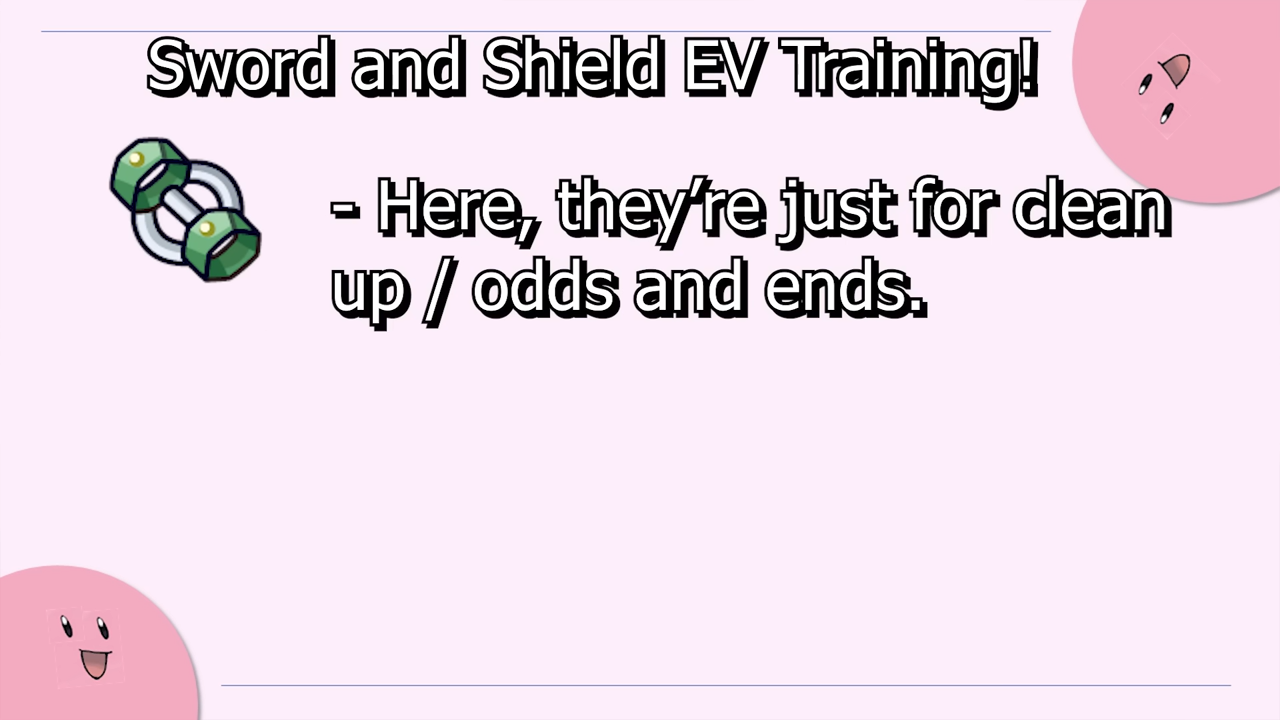 Sword and Shield EV Training!
- Here, they’re just for clean
up / odds and ends.